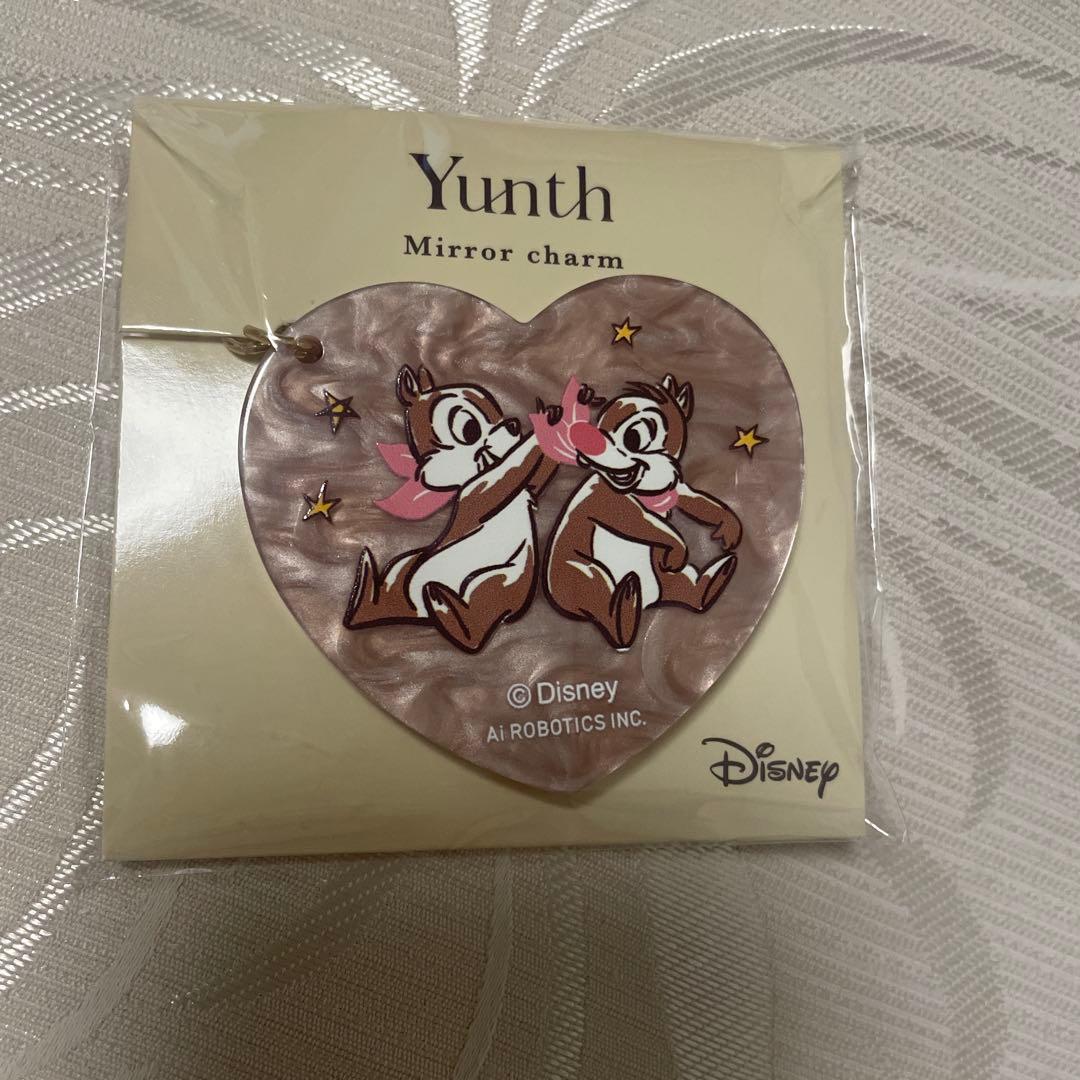 Yunth
Mirror charm
© Disney
Ai ROBOTICS INC.
Disney